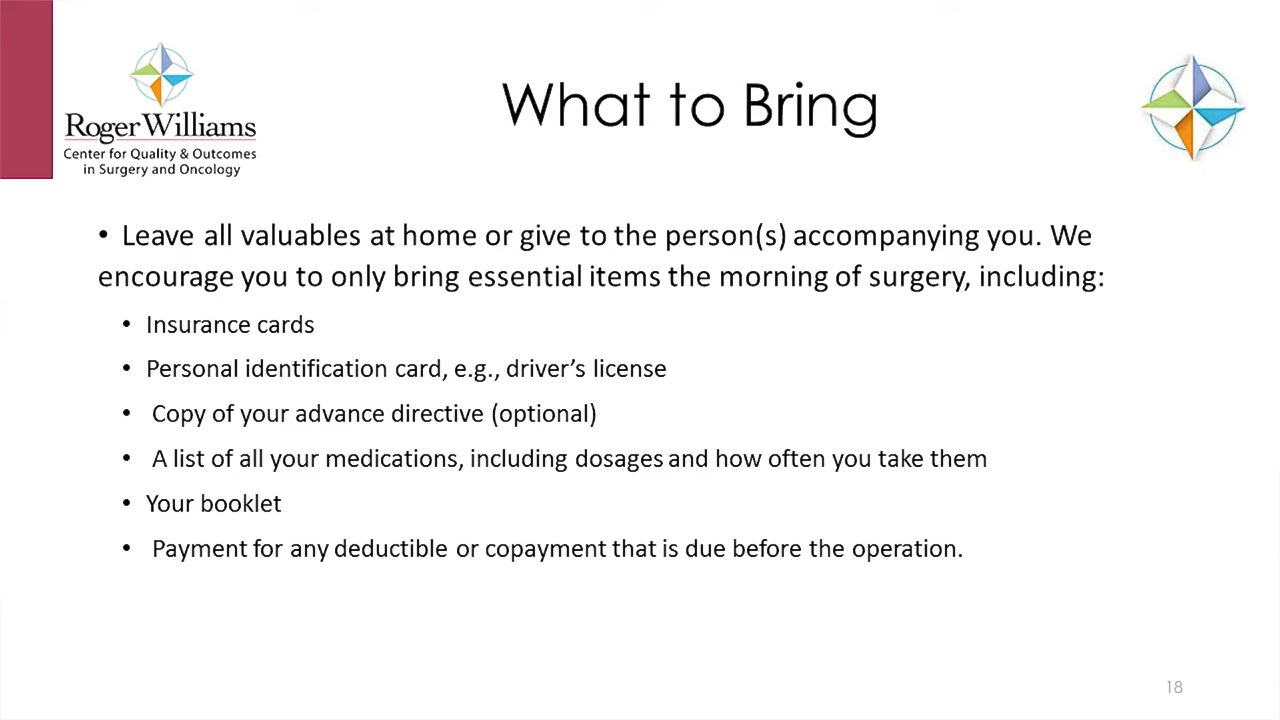 Roger Williams
Center for Quality & Outcomes
in Surgery and Oncology
What to Bring
• Leave all valuables at home or give to the person(s) accompanying you. We
encourage you to only bring essential items the morning of surgery, including:
• Insurance cards
• Personal identification card, e.g., driver’s license
• Copy of your advance directive (optional)
• A list of all your medications, including dosages and how often you take them
• Your booklet
• Payment for any deductible or copayment that is due before the operation.
18